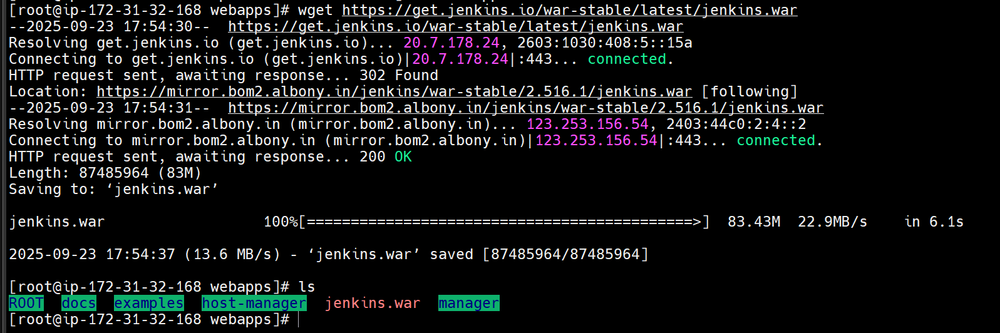 [root@ip-172-31-32-168 webapps]# wget https://get.jenkins.io/war-stable/latest/jenkins.war
--2025-09-23 17:54:30--  https://get.jenkins.io/war-stable/latest/jenkins.war
Resolving get.jenkins.io (get.jenkins.io)... 20.7.178.24, 2603:1030:408:5::15a
Connecting to get.jenkins.io (get.jenkins.io)|20.7.178.24|:443... connected.
HTTP request sent, awaiting response... 302 Found
Location: https://mirror.bom2.albony.in/jenkins/war-stable/2.516.1/jenkins.war [following]
--2025-09-23 17:54:31--  https://mirror.bom2.albony.in/jenkins/war-stable/2.516.1/jenkins.war
Resolving mirror.bom2.albony.in (mirror.bom2.albony.in)... 123.253.156.54, 2403:44c0:2:4::2
Connecting to mirror.bom2.albony.in (mirror.bom2.albony.in)|123.253.156.54|:443... connected.
HTTP request sent, awaiting response... 200 OK
Length: 87485964 (83M)
Saving to: ‘jenkins.war’
jenkins.war                  100%[============================================>]  83.43M  22.9MB/s    in 6.1s
2025-09-23 17:54:37 (13.6 MB/s) - ‘jenkins.war’ saved [87485964/87485964]
[root@ip-172-31-32-168 webapps]# ls
ROOT  docs  examples  host-manager  jenkins.war  manager
[root@ip-172-31-32-168 webapps]#